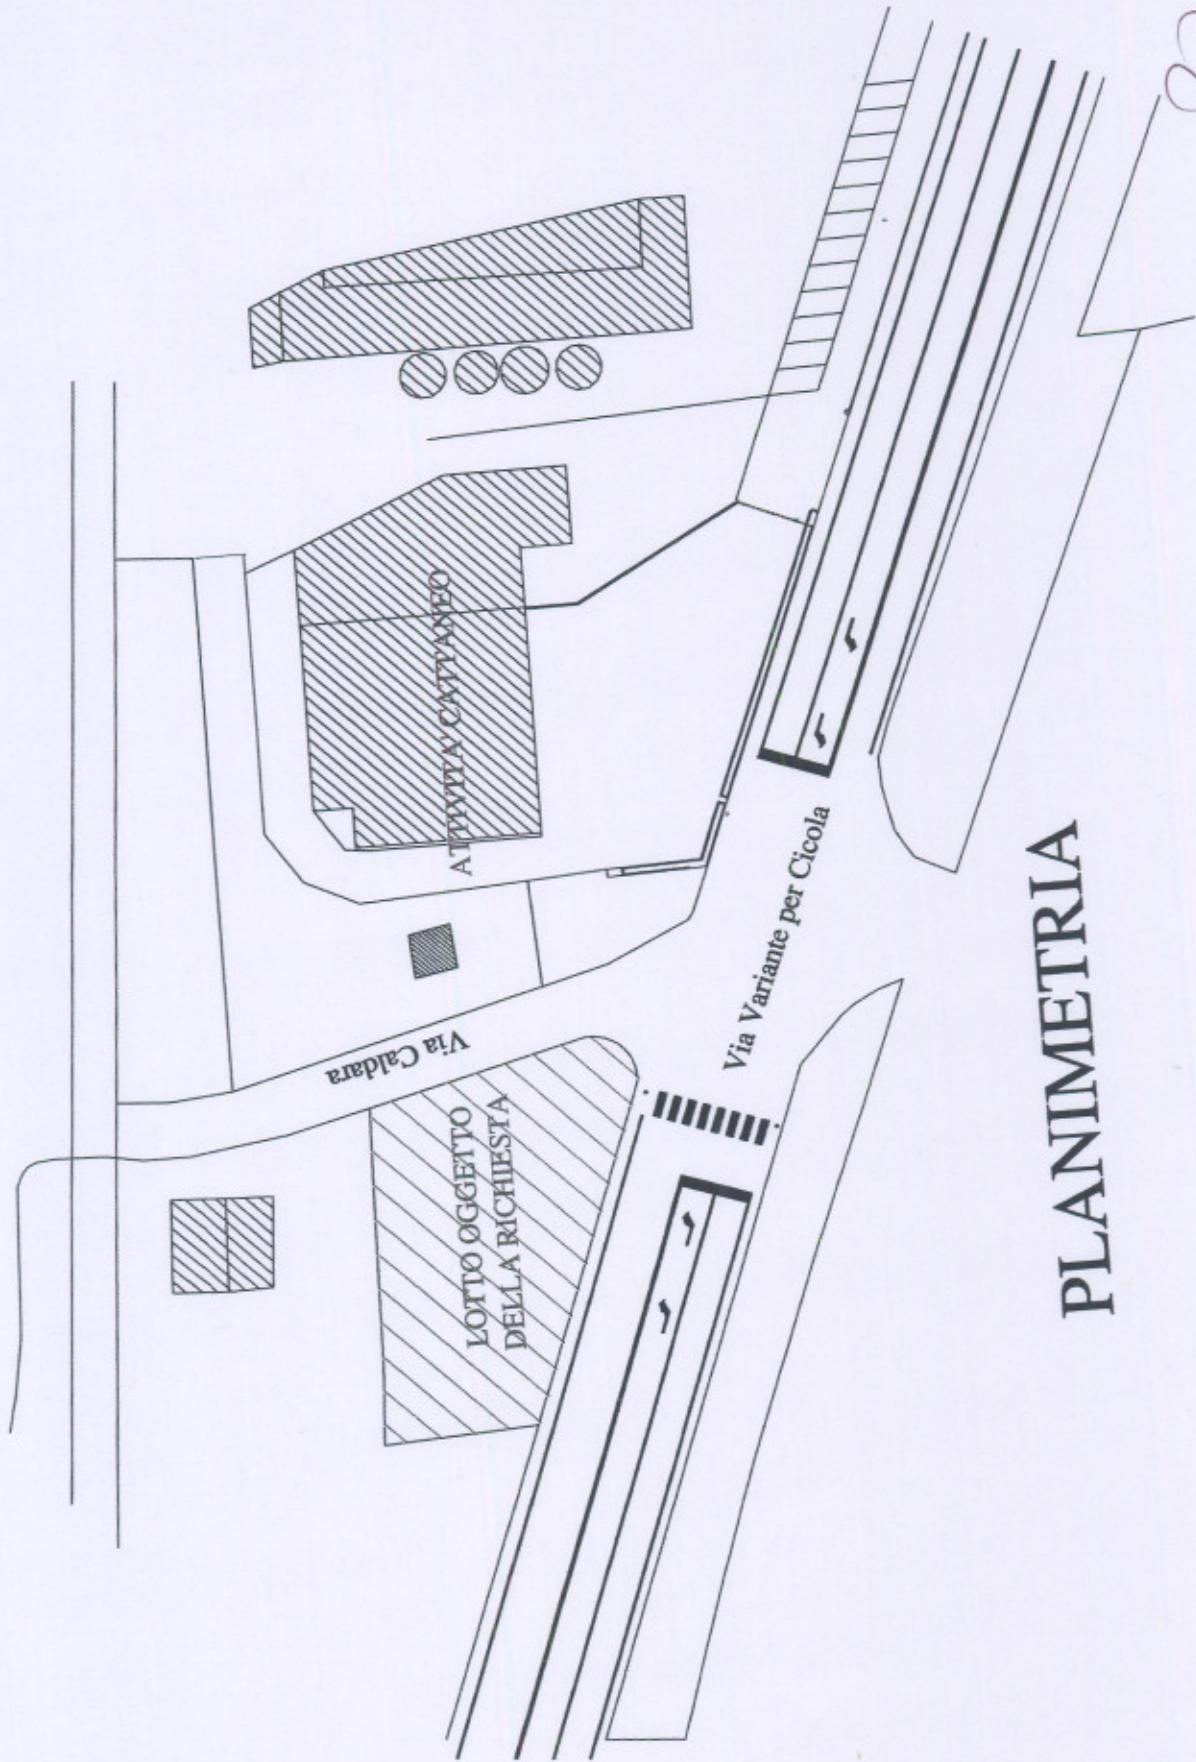 ATTIVITA' CATTANEO
Via Caldara
LOTTO OGGETTO
DELLA RICHIESTA
Via Variante per Cicola
PLANIMETRIA